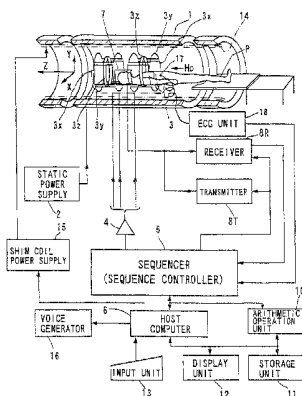 7 3z 3y 1 3x 14
17
P
Z Y X H0
3x 3z 3y 3
ECG UNIT
18
8R
RECEIVER
STATIC
POWER
SUPPLY
2
TRANSMITTER
8T
4
15
5
SHIM COIL
POWER SUPPLY
SEQUENCER
(SEQUENCE CONTROLLER)
10
6
VOICE
GENERATOR
HOST
COMPUTER
ARITHMETIC
OPERATION
UNIT
16
INPUT UNIT
DISPLAY
UNIT
STORAGE
UNIT
13
12
11